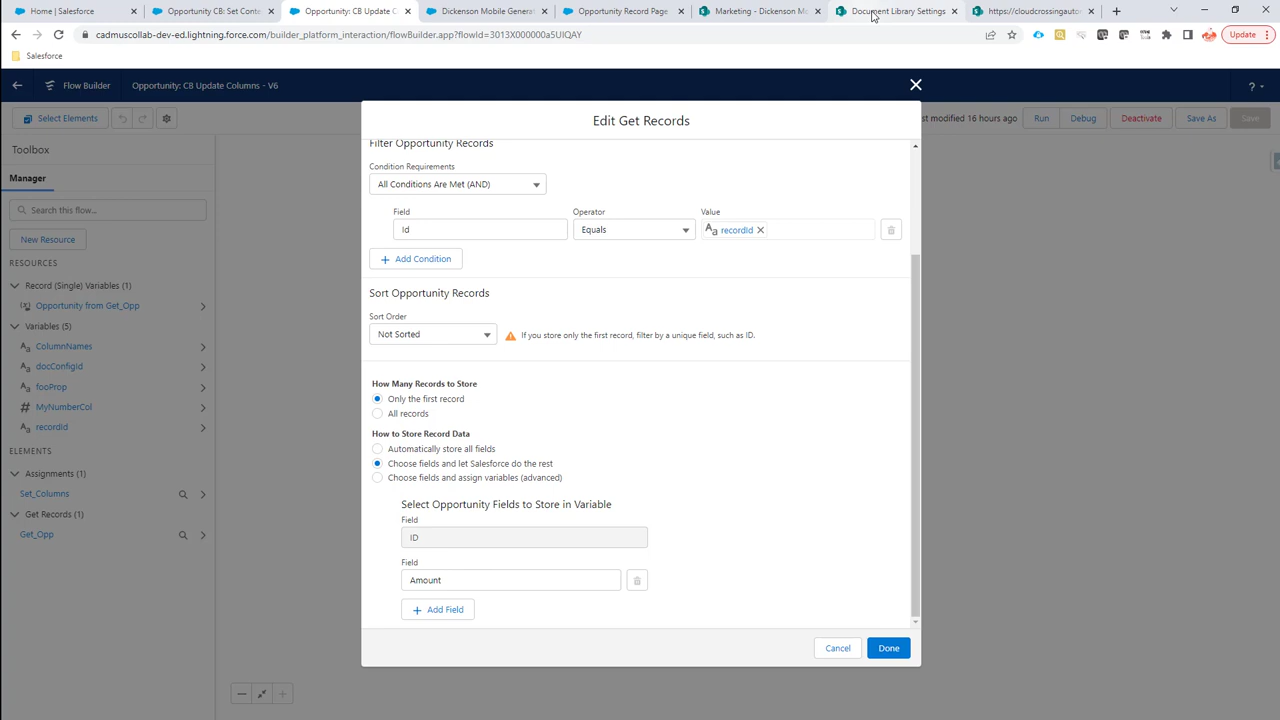 Home | Salesforce
Opportunity CB: Set Conte
Opportunity: CB Update C
Dickenson Mobile Generat
Opportunity Record Page
Marketing - Dickenson Mo
Document Library Settings
https://cloudcrossingauto
cadmuscollab-dev-ed.lightning.force.com/builder_platform_interaction/flowBuilder.app?flowId=3013X000000a5UIQAY
Update
Salesforce
Flow Builder
Opportunity: CB Update Columns - V6
?
Select Elements
st modified 16 hours ago
Run
Debug
Deactivate
Save As
Save
Toolbox
Manager
Search this flow...
New Resource
RESOURCES
Record (Single) Variables (1)
Opportunity from Get_Opp
Variables (5)
ColumnNames
docConfigId
fooProp
MyNumberCol
recordId
ELEMENTS
Assignments (1)
Set_Columns
Get Records (1)
Get_Opp
Edit Get Records
Filter Opportunity Records
Condition Requirements
All Conditions Are Met (AND)
Field Operator Value
Id Equals recordId
Add Condition
Sort Opportunity Records
Sort Order
Not Sorted
If you store only the first record, filter by a unique field, such as ID.
How Many Records to Store
Only the first record
All records
How to Store Record Data
Automatically store all fields
Choose fields and let Salesforce do the rest
Choose fields and assign variables (advanced)
Select Opportunity Fields to Store in Variable
Field
ID
Field
Amount
Add Field
Cancel
Done